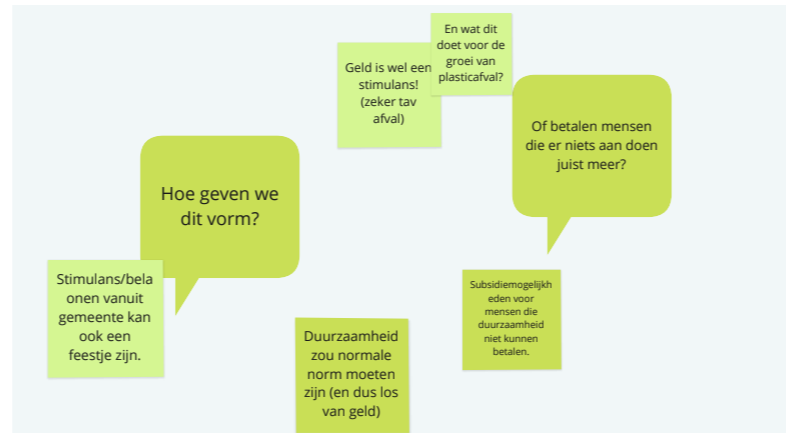 En wat dit
doet voor de
groei van
plasticafval?
Geld is wel een
stimulans!
(zeker tav
afval)
Of betalen mensen
die er niets aan doen
juist meer?
Hoe geven we
dit vorm?
Stimulans/bela
onen vanuit
gemeente kan
ook een
feestje zijn.
Subsidiemogelijkh
eden voor
mensen die
duurzaamheid
niet kunnen
betalen.
Duurzaamheid
zou normale
norm moeten
zijn (en dus los
van geld)